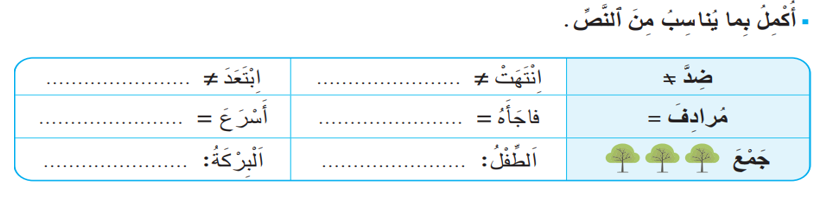 ▪ أُكْمِلُ بِما يُناسِبُ مِنَ ٱلنَّصِّ .
ضِدَّ ≠ اِنْتَهَتْ ≠ ........................ اِبْتَعَدَ ≠ ........................
مُرادِفَ = فاجَأَهُ = ........................ أَسْرَعَ = ........................
جَمْعَ اَلطِّفْلُ: ........................ اَلْبِرْكَةُ: ........................